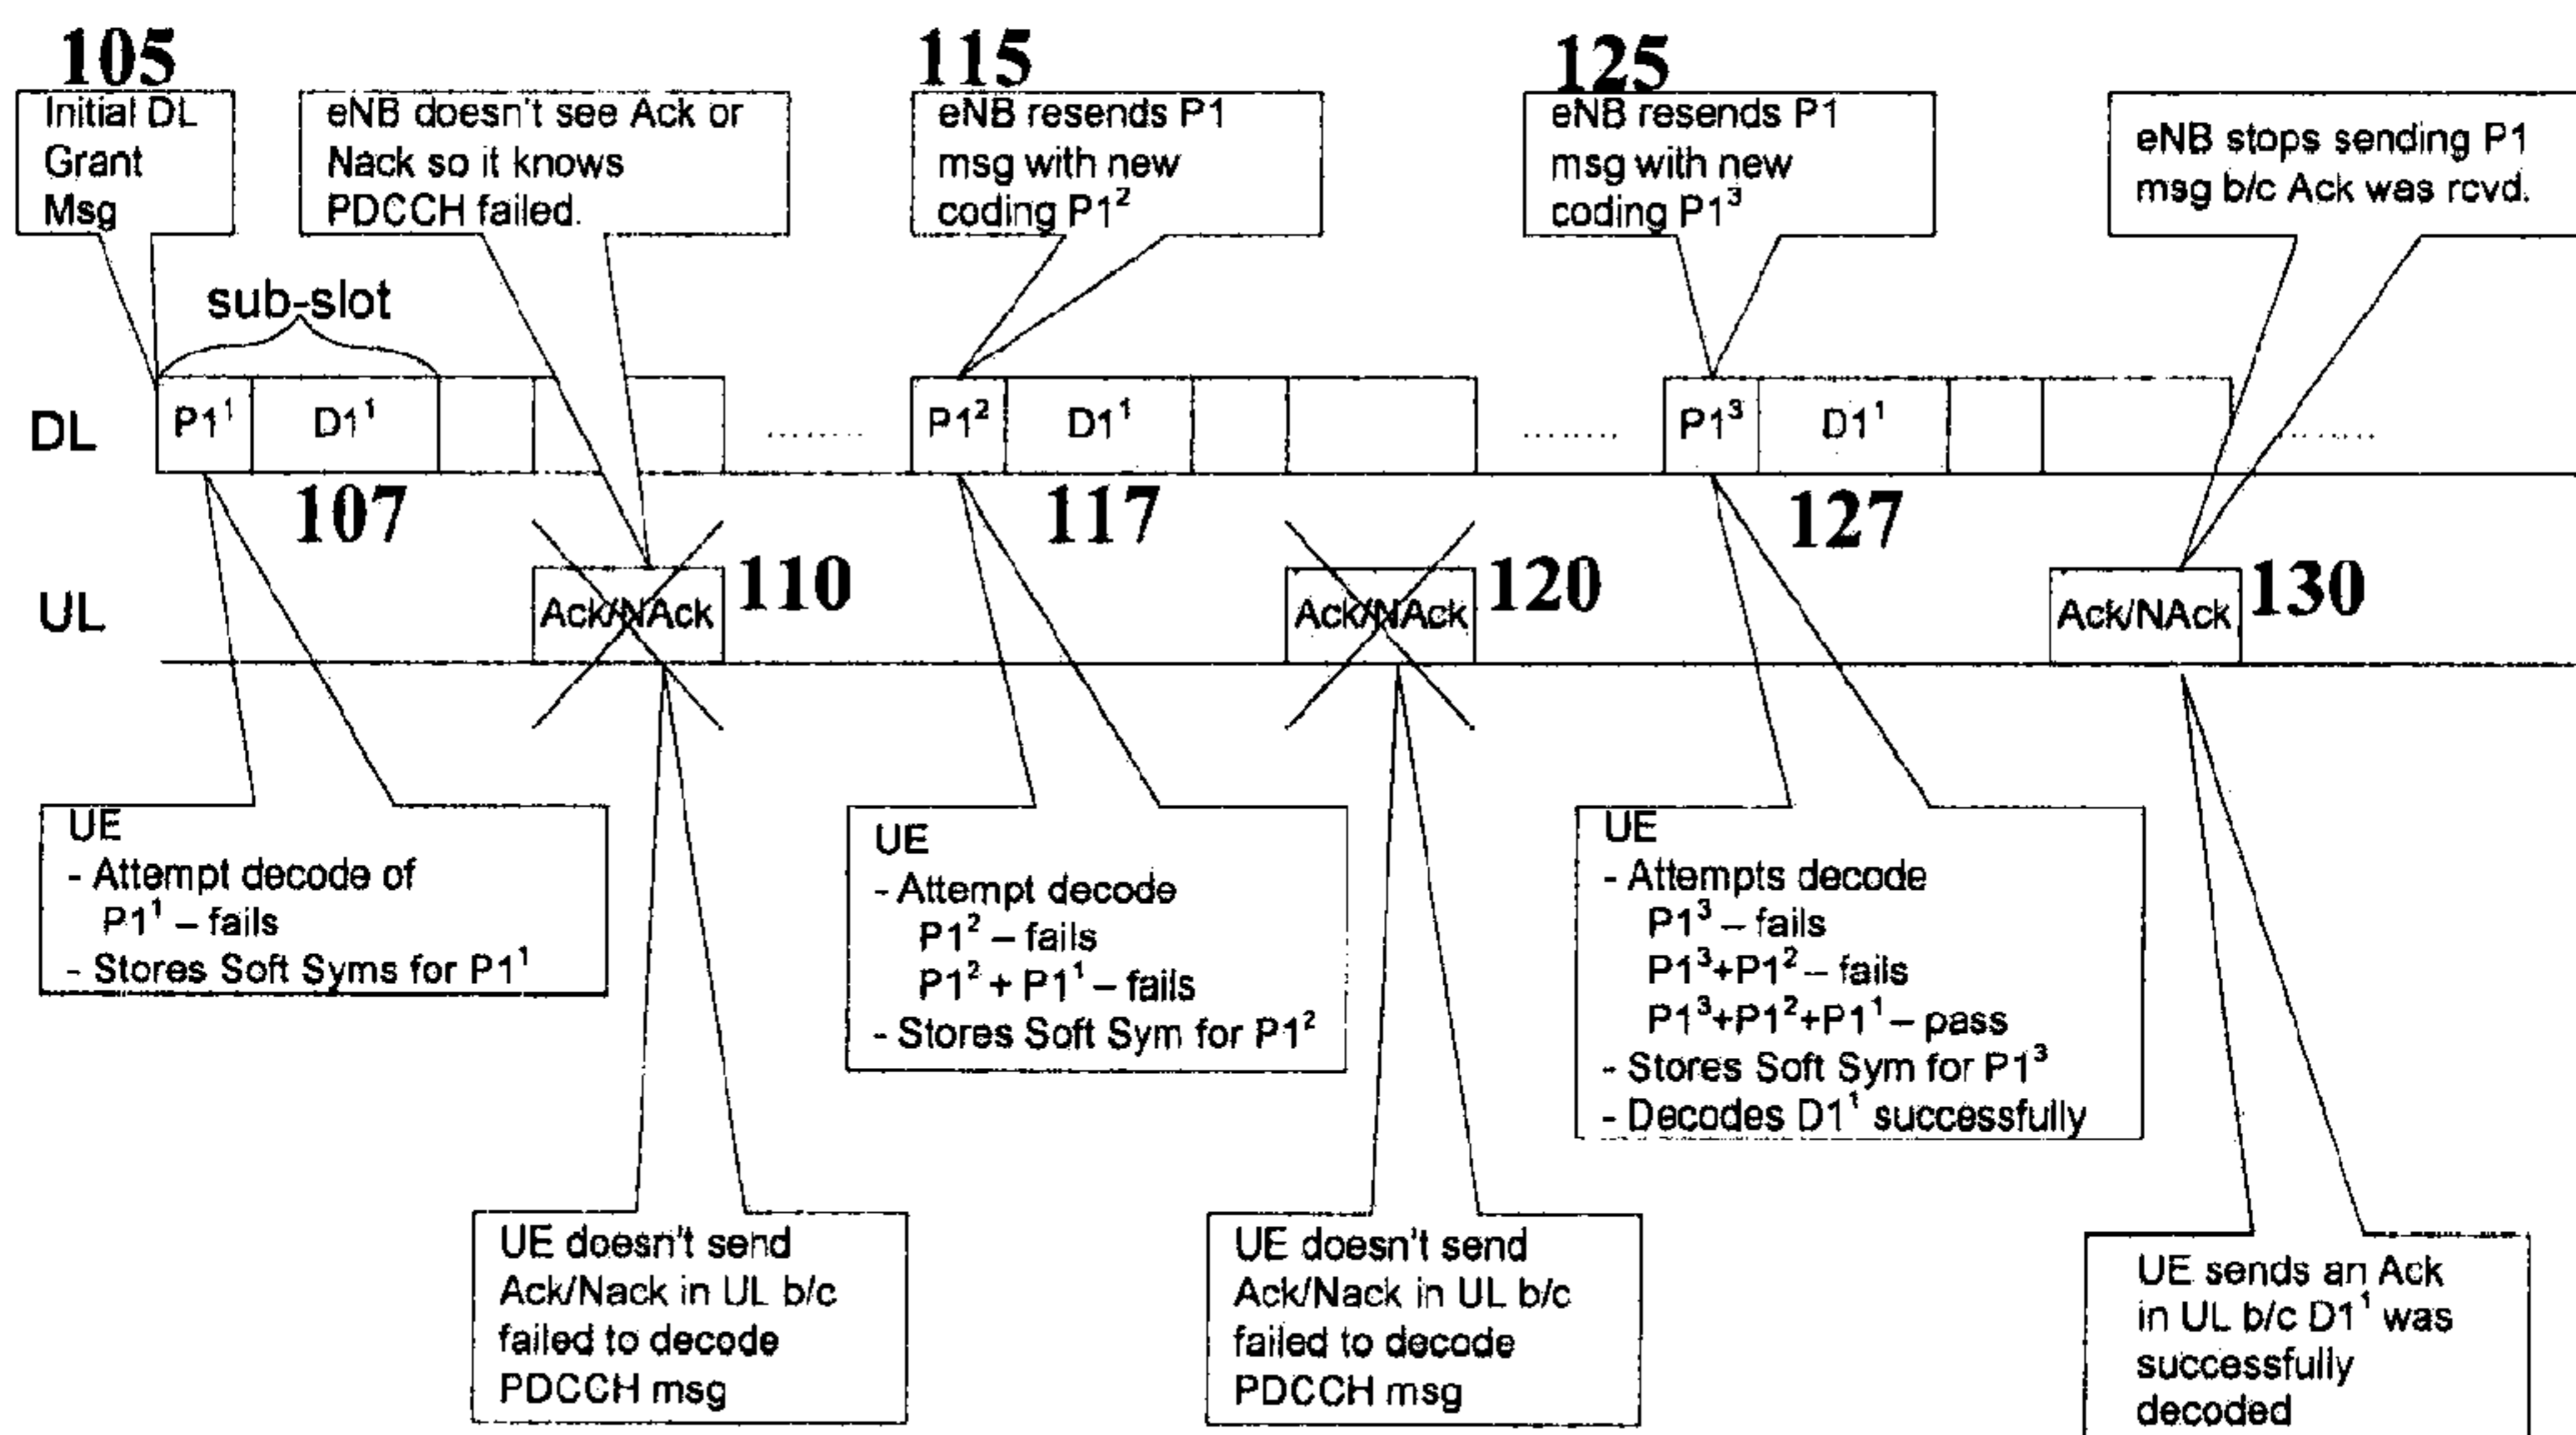 105
Initial DL
Grant
Msg
eNB doesn't see Ack or
Nack so it knows
PDCCH failed.
115
eNB resends P1
msg with new
coding P1²
125
eNB resends P1
msg with new
coding P1³
eNB stops sending P1
msg b/c Ack was rcvd.
sub-slot
DL
P1¹
D1¹
P1²
D1¹
P1³
D1¹
107
117
127
UL
Ack/NAck
110
Ack/NAck
120
Ack/NAck
130
UE
- Attempt decode of
P1¹ – fails
- Stores Soft Syms for P1¹
UE
- Attempt decode
P1² – fails
P1² + P1¹ – fails
- Stores Soft Sym for P1²
UE
- Attempts decode
P1³ – fails
P1³+P1² – fails
P1³+P1²+P1¹ – pass
- Stores Soft Sym for P1³
- Decodes D1¹ successfully
UE doesn't send
Ack/Nack in UL b/c
failed to decode
PDCCH msg
UE doesn't send
Ack/Nack in UL b/c
failed to decode
PDCCH msg
UE sends an Ack
in UL b/c D1¹ was
successfully
decoded